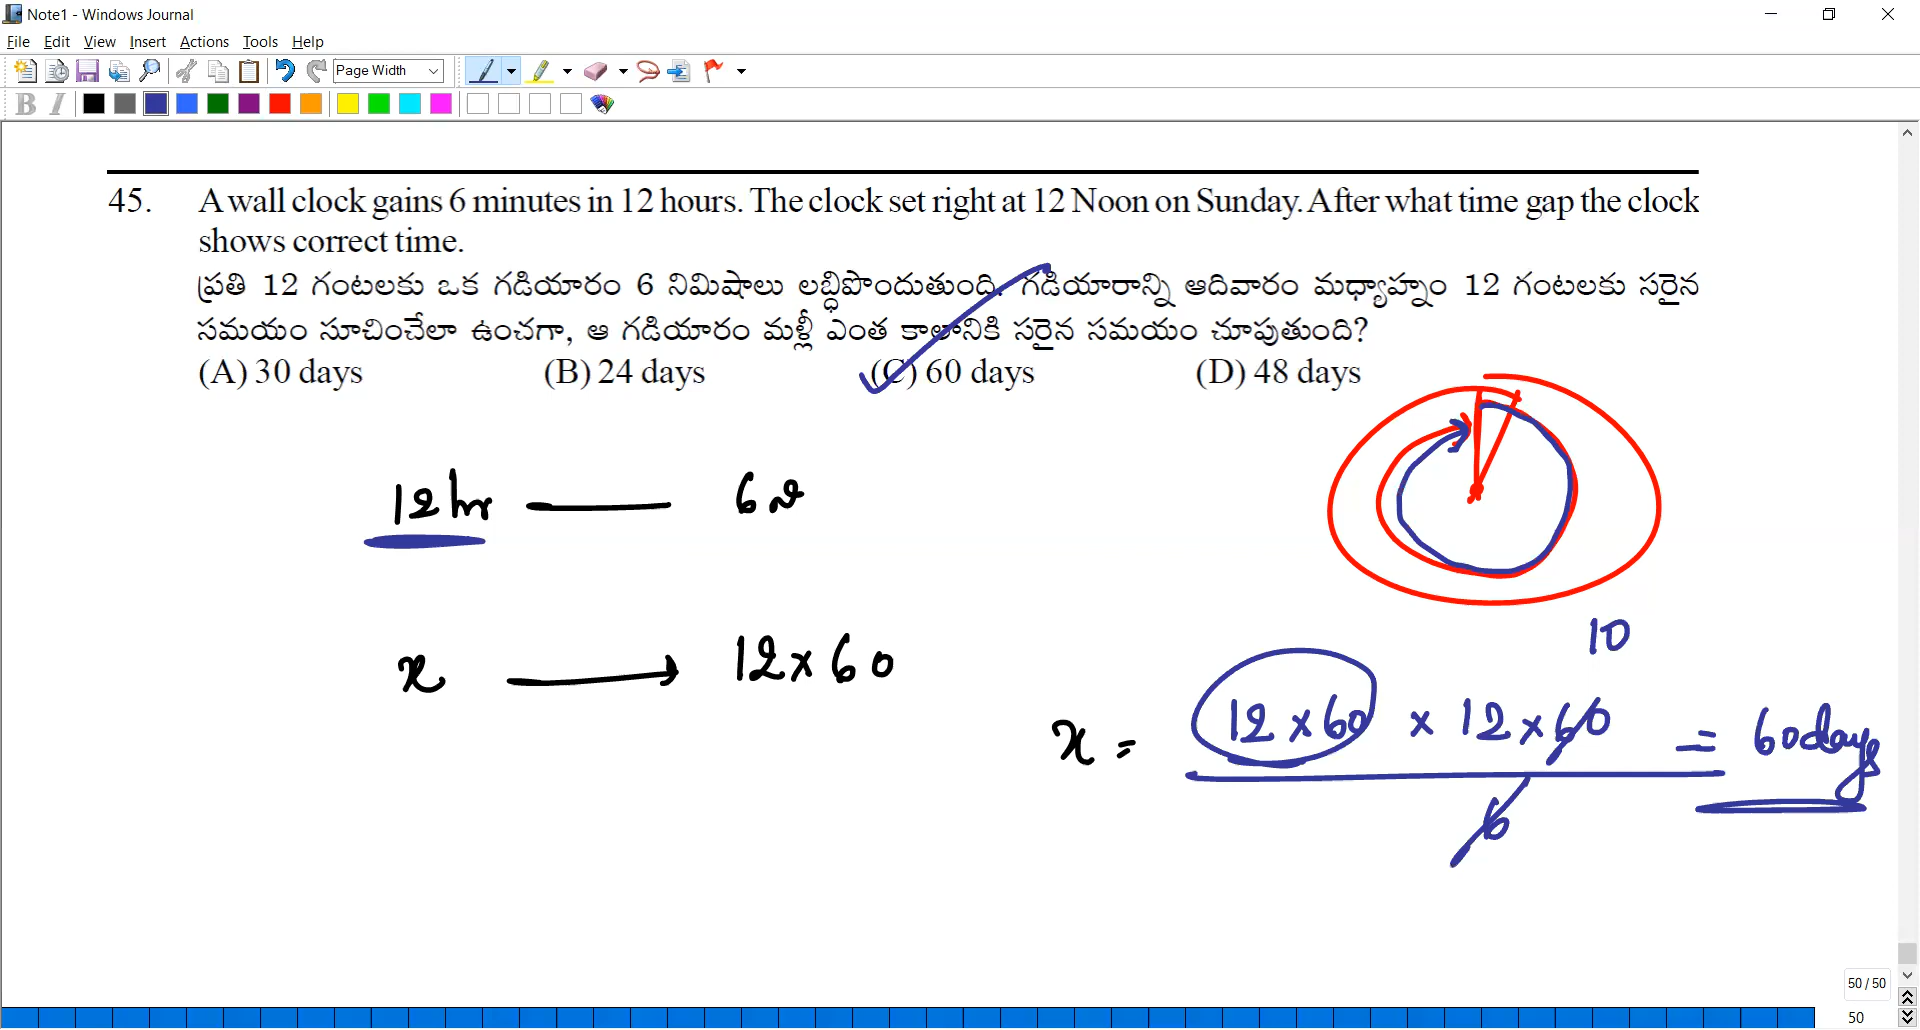 Note1 - Windows Journal
File Edit View Insert Actions Tools Help
Page Width
B I
45. A wall clock gains 6 minutes in 12 hours. The clock set right at 12 Noon on Sunday. After what time gap the clock
shows correct time.
ప్రతి 12 గంటలకు ఒక గడియారం 6 నిమిషాలు లబ్ధిపొందుతుంది. గడియారాన్ని ఆదివారం మధ్యాహ్నం 12 గంటలకు సరైన
సమయం సూచించేలా ఉంచగా, ఆ గడియారం మళ్లీ ఎంత కాలానికి సరైన సమయం చూపుతుంది?
(A) 30 days (B) 24 days (C) 60 days (D) 48 days
12 hr 6
x 12 × 60
10
x = 12 × 60 × 12 × 60 = 60 days
6
50 / 50
50